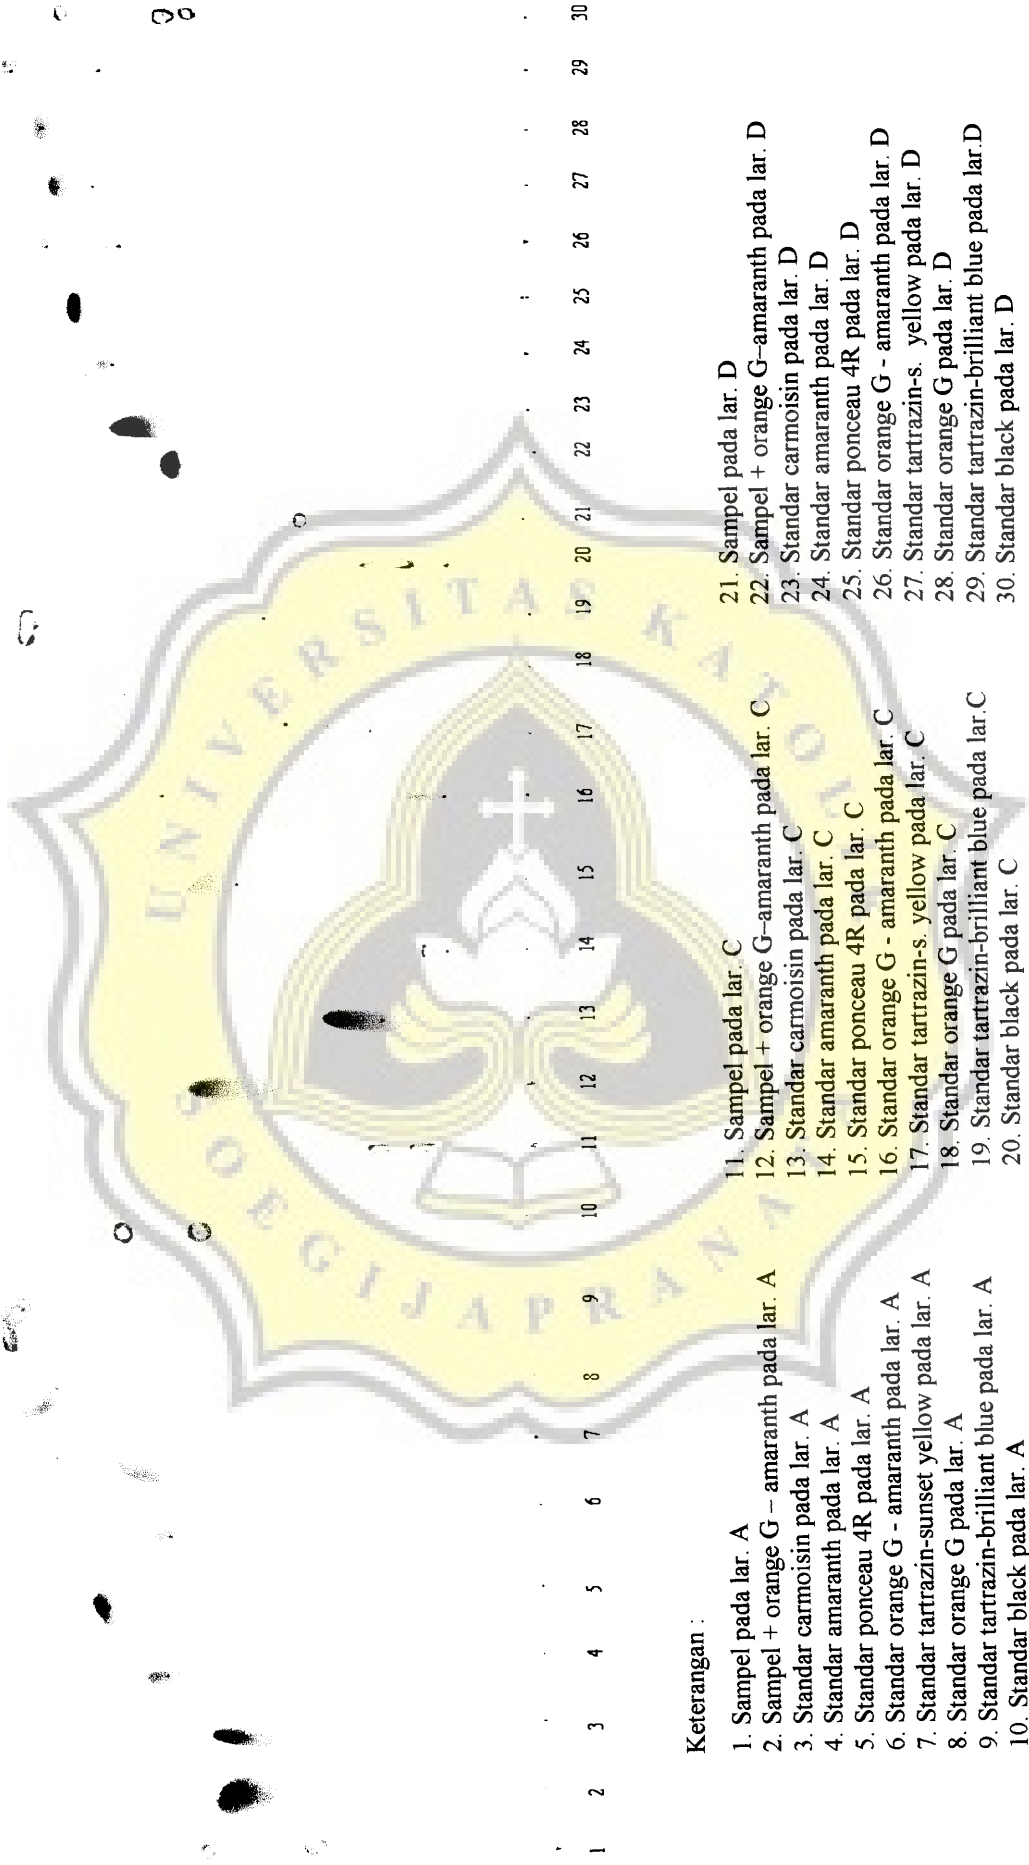 1 2 3 4 5 6 7 8 9 10 11 12 13 14 15 16 17 18 19 20 21 22 23 24 25 26 27 28 29 30
UNIVERSITAS KATOLIK
SOEGIJAPRANATA
Keterangan :
1. Sampel pada lar. A
2. Sampel + orange G – amaranth pada lar. A
3. Standar carmoisin pada lar. A
4. Standar amaranth pada lar. A
5. Standar ponceau 4R pada lar. A
6. Standar orange G - amaranth pada lar. A
7. Standar tartrazin-sunset yellow pada lar. A
8. Standar orange G pada lar. A
9. Standar tartrazin-brilliant blue pada lar. A
10. Standar black pada lar. A
11. Sampel pada lar. C
12. Sampel + orange G–amaranth pada lar. C
13. Standar carmoisin pada lar. C
14. Standar amaranth pada lar. C
15. Standar ponceau 4R pada lar. C
16. Standar orange G - amaranth pada lar. C
17. Standar tartrazin-s. yellow pada lar. C
18. Standar orange G pada lar. C
19. Standar tartrazin-brilliant blue pada lar.C
20. Standar black pada lar. C
21. Sampel pada lar. D
22. Sampel + orange G–amaranth pada lar. D
23. Standar carmoisin pada lar. D
24. Standar amaranth pada lar. D
25. Standar ponceau 4R pada lar. D
26. Standar orange G - amaranth pada lar. D
27. Standar tartrazin-s. yellow pada lar. D
28. Standar orange G pada lar. D
29. Standar tartrazin-brilliant blue pada lar.D
30. Standar black pada lar. D